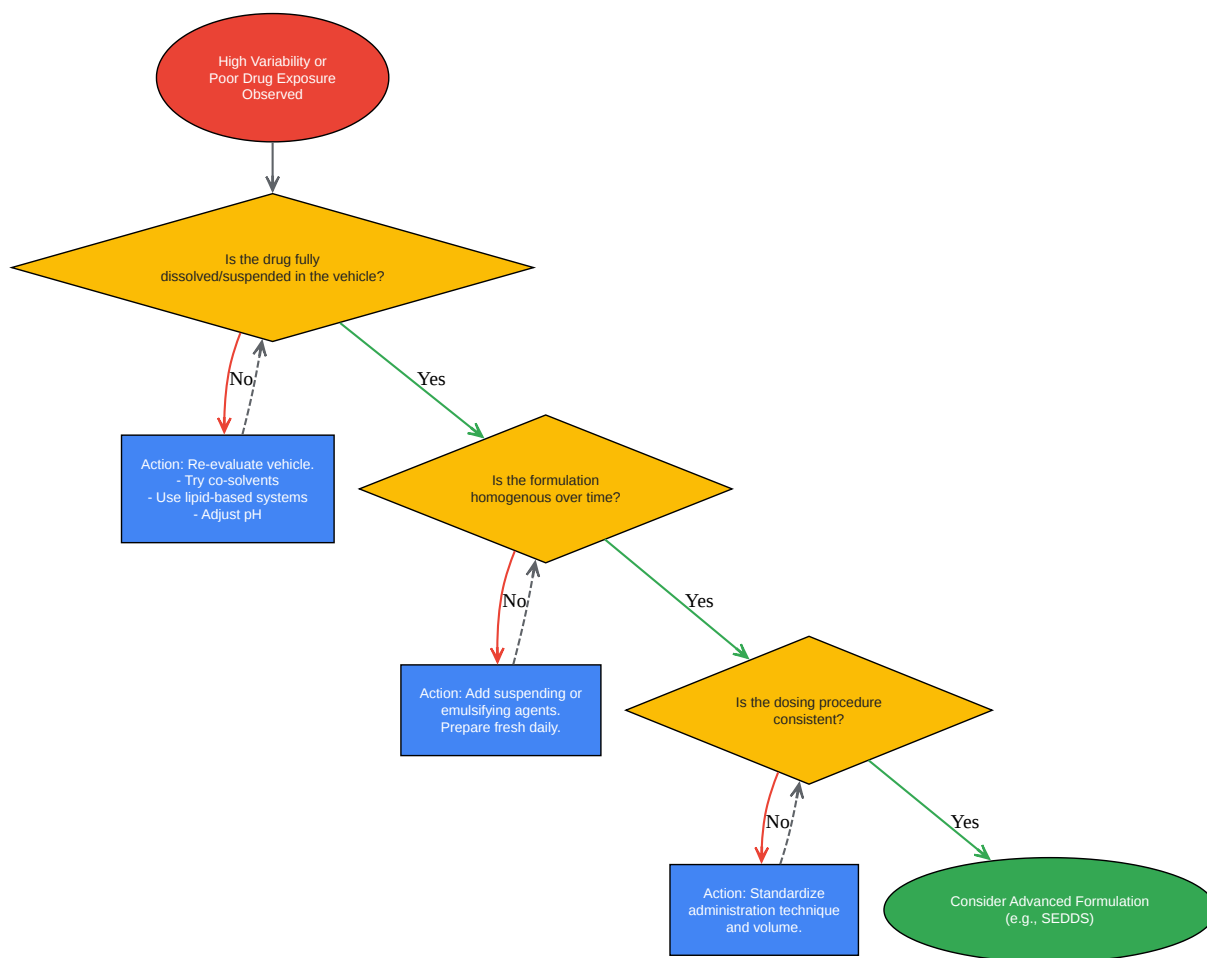 High Variability or
Poor Drug Exposure
Observed
Is the drug fully
dissolved/suspended in the vehicle?
No
Yes
Action: Re-evaluate vehicle.
- Try co-solvents
- Use lipid-based systems
- Adjust pH
Is the formulation
homogenous over time?
No
Yes
Action: Add suspending or
emulsifying agents.
Prepare fresh daily.
Is the dosing procedure
consistent?
No
Yes
Action: Standardize
administration technique
and volume.
Consider Advanced Formulation
(e.g., SEDDS)